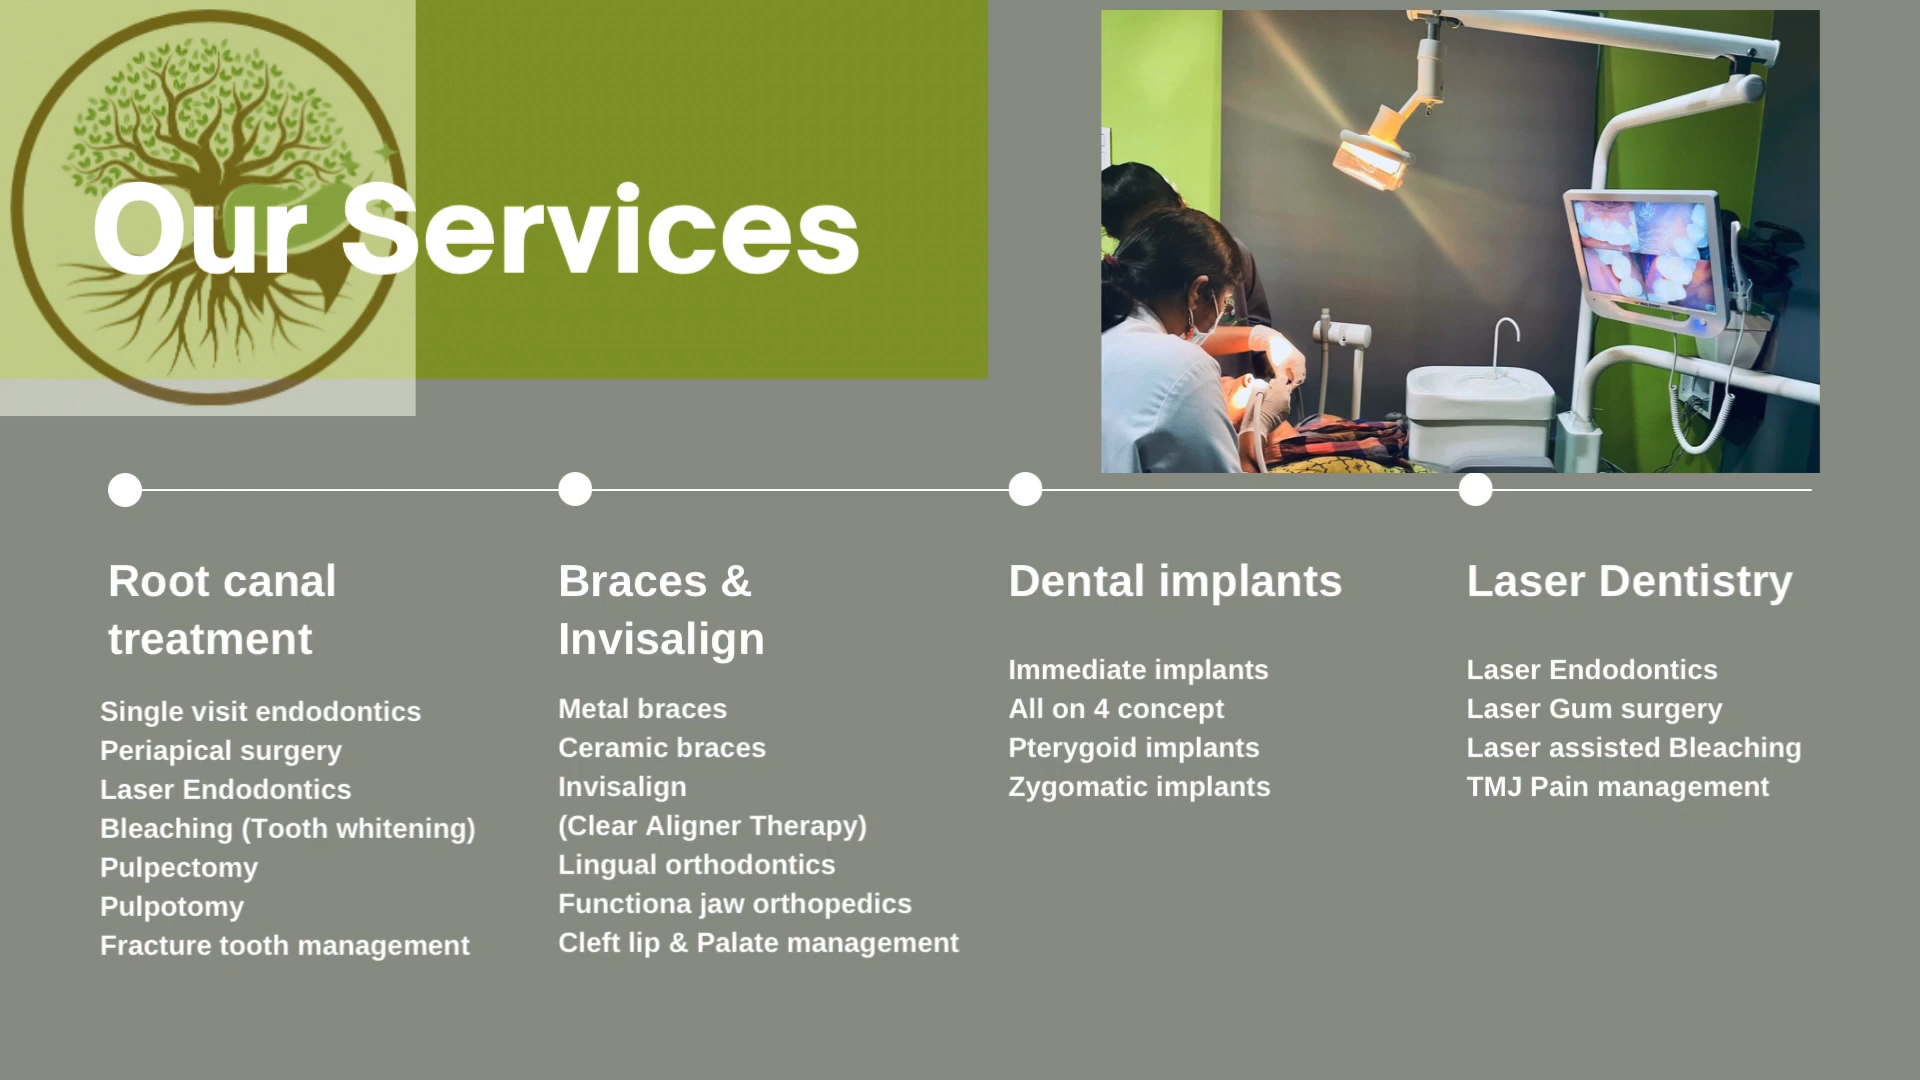 Our Services
Root canal
treatment
Single visit endodontics
Periapical surgery
Laser Endodontics
Bleaching (Tooth whitening)
Pulpectomy
Pulpotomy
Fracture tooth management
Braces &
Invisalign
Metal braces
Ceramic braces
Invisalign
(Clear Aligner Therapy)
Lingual orthodontics
Functiona jaw orthopedics
Cleft lip & Palate management
Dental implants
Immediate implants
All on 4 concept
Pterygoid implants
Zygomatic implants
Laser Dentistry
Laser Endodontics
Laser Gum surgery
Laser assisted Bleaching
TMJ Pain management